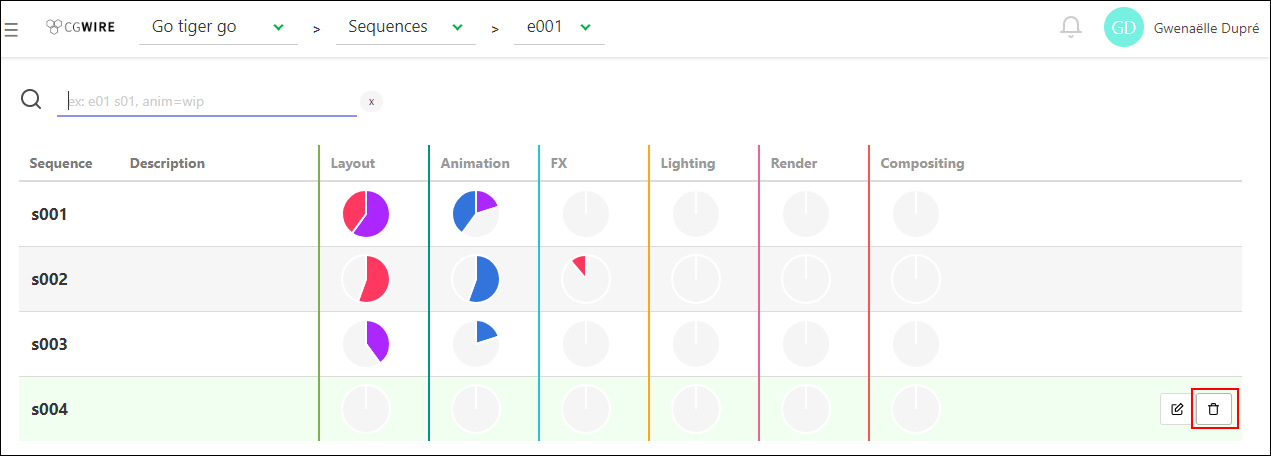 CGWIRE Go tiger go > Sequences > e001 GD Gwenaëlle Dupré
ex: e01 s01, anim=wip x
Sequence Description Layout Animation FX Lighting Render Compositing
s001
s002
s003
s004